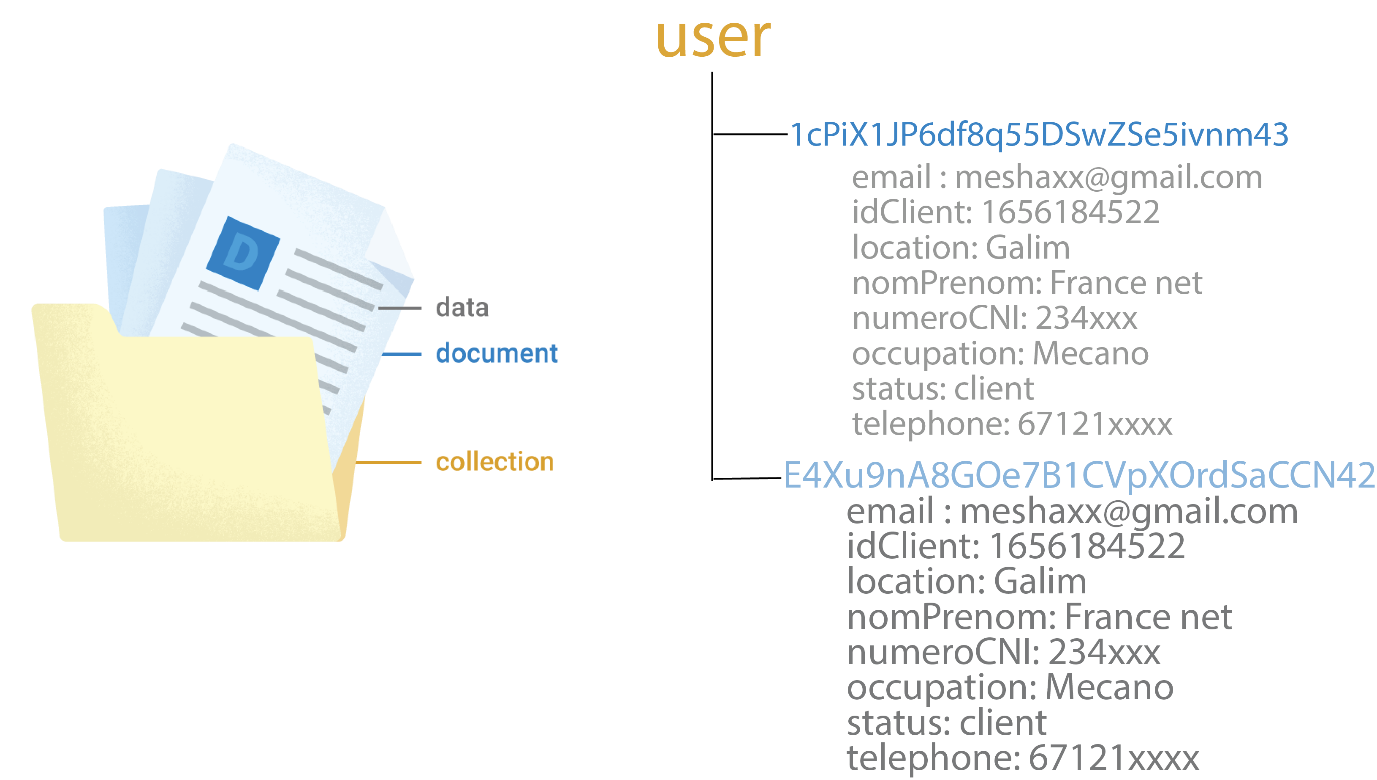 D
data
document
collection
user
1cPiX1JP6df8q55DSwZSe5ivnm43
email : meshaxx@gmail.com
idClient: 1656184522
location: Galim
nomPrenom: France net
numeroCNI: 234xxx
occupation: Mecano
status: client
telephone: 67121xxxx
E4Xu9nA8GOe7B1CVpXOrdSaCCN42
email : meshaxx@gmail.com
idClient: 1656184522
location: Galim
nomPrenom: France net
numeroCNI: 234xxx
occupation: Mecano
status: client
telephone: 67121xxxx